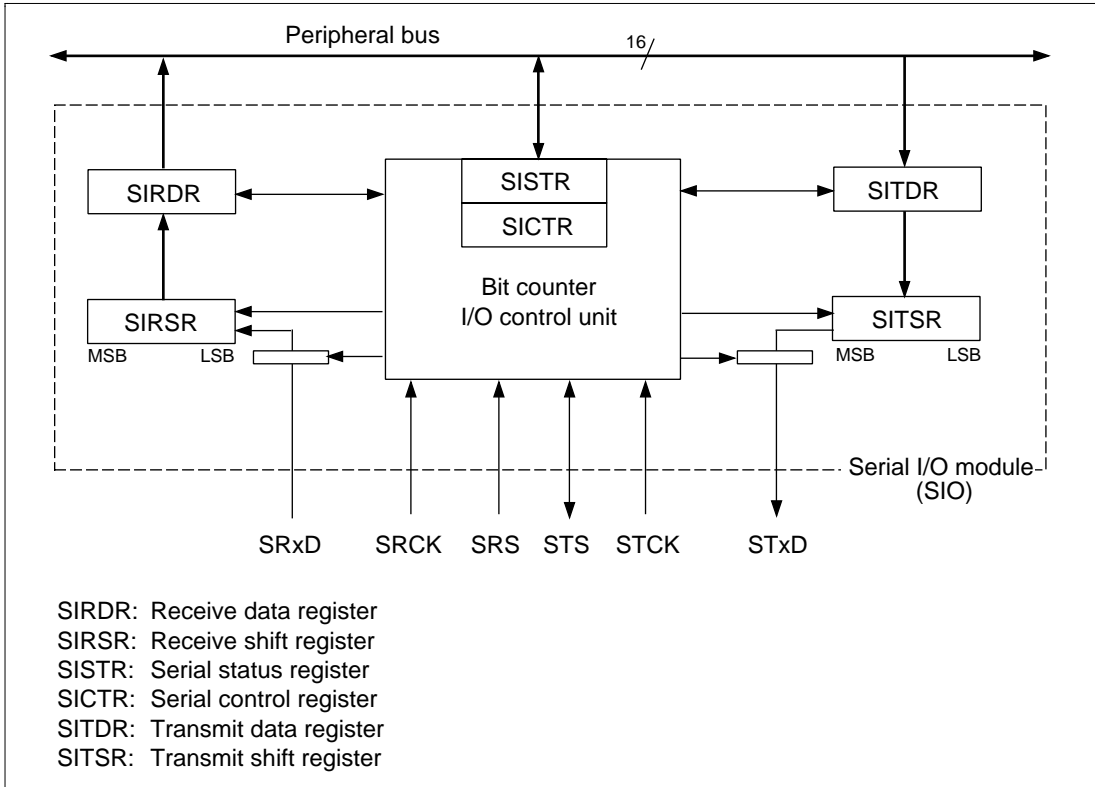 Peripheral bus
16
SIRDR
SISTR
SICTR
SITDR
Bit counter
I/O control unit
SIRSR
MSB
LSB
SITSR
MSB
LSB
Serial I/O module
(SIO)
SRxD
SRCK
SRS
STS
STCK
STxD
SIRDR: Receive data register
SIRSR: Receive shift register
SISTR: Serial status register
SICTR: Serial control register
SITDR: Transmit data register
SITSR: Transmit shift register